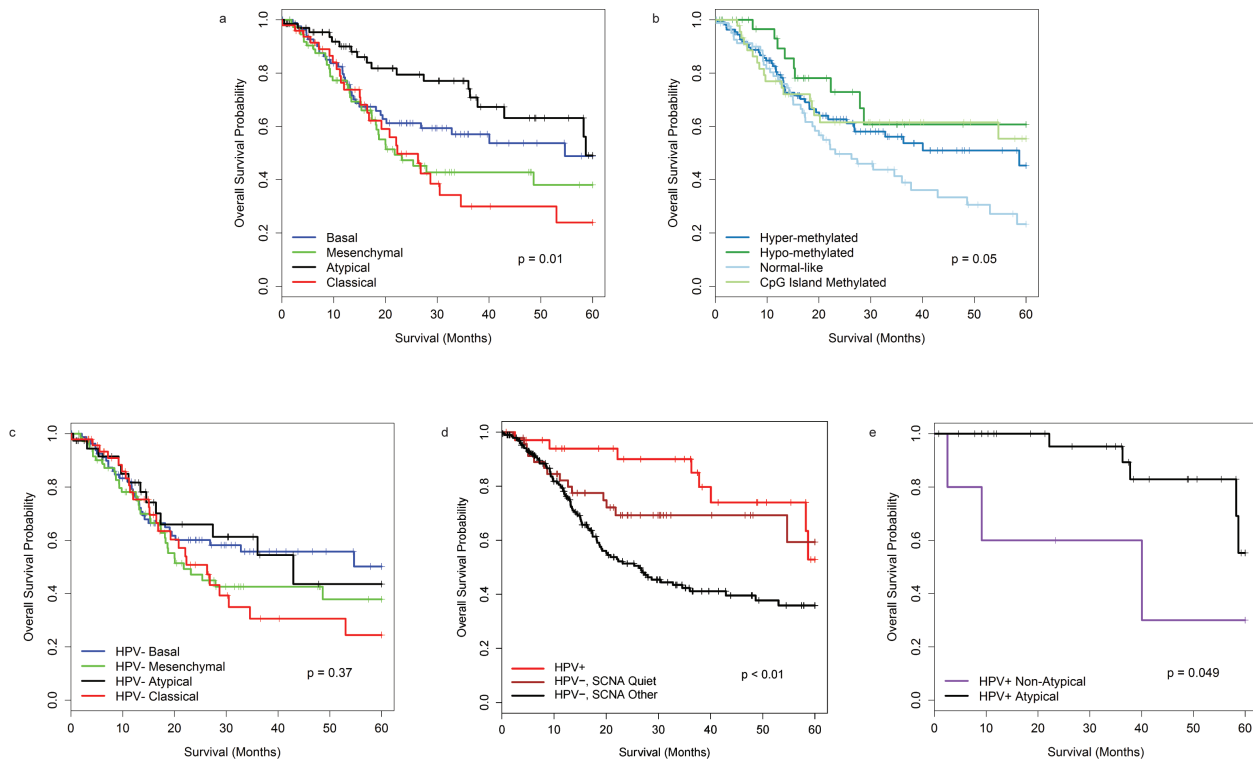 a
Overall Survival Probability
1.0
0.8
0.6
0.4
0.2
0.0
Basal
Mesenchymal
Atypical
Classical
p = 0.01
0 10 20 30 40 50 60
Survival (Months)
b
Overall Survival Probability
1.0
0.8
0.6
0.4
0.2
0.0
Hyper-methylated
Hypo-methylated
Normal-like
CpG Island Methylated
p = 0.05
0 10 20 30 40 50 60
Survival (Months)
c
Overall Survival Probability
1.0
0.8
0.6
0.4
0.2
0.0
HPV- Basal
HPV- Mesenchymal
HPV- Atypical
HPV- Classical
p = 0.37
0 10 20 30 40 50 60
Survival (Months)
d
Overall Survival Probability
1.0
0.8
0.6
0.4
0.2
0.0
HPV+
HPV−, SCNA Quiet
HPV−, SCNA Other
p < 0.01
0 10 20 30 40 50 60
Survival (Months)
e
Overall Survival Probability
1.0
0.8
0.6
0.4
0.2
0.0
HPV+ Non-Atypical
HPV+ Atypical
p = 0.049
0 10 20 30 40 50 60
Survival (Months)